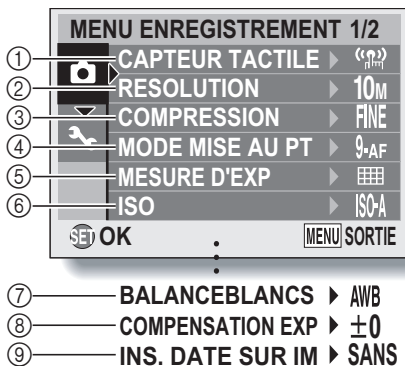 MENU ENREGISTREMENT 1/2
① CAPTEUR TACTILE
② RESOLUTION 10M
③ COMPRESSION FINE
④ MODE MISE AU PT 9-AF
⑤ MESURE D'EXP
⑥ ISO ISO-A
SET OK MENU SORTIE
⑦ BALANCEBLANCS AWB
⑧ COMPENSATION EXP ±0
⑨ INS. DATE SUR IM SANS